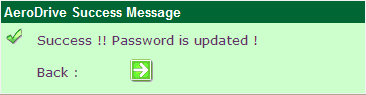 AeroDrive Success Message
Success !! Password is updated !
Back :